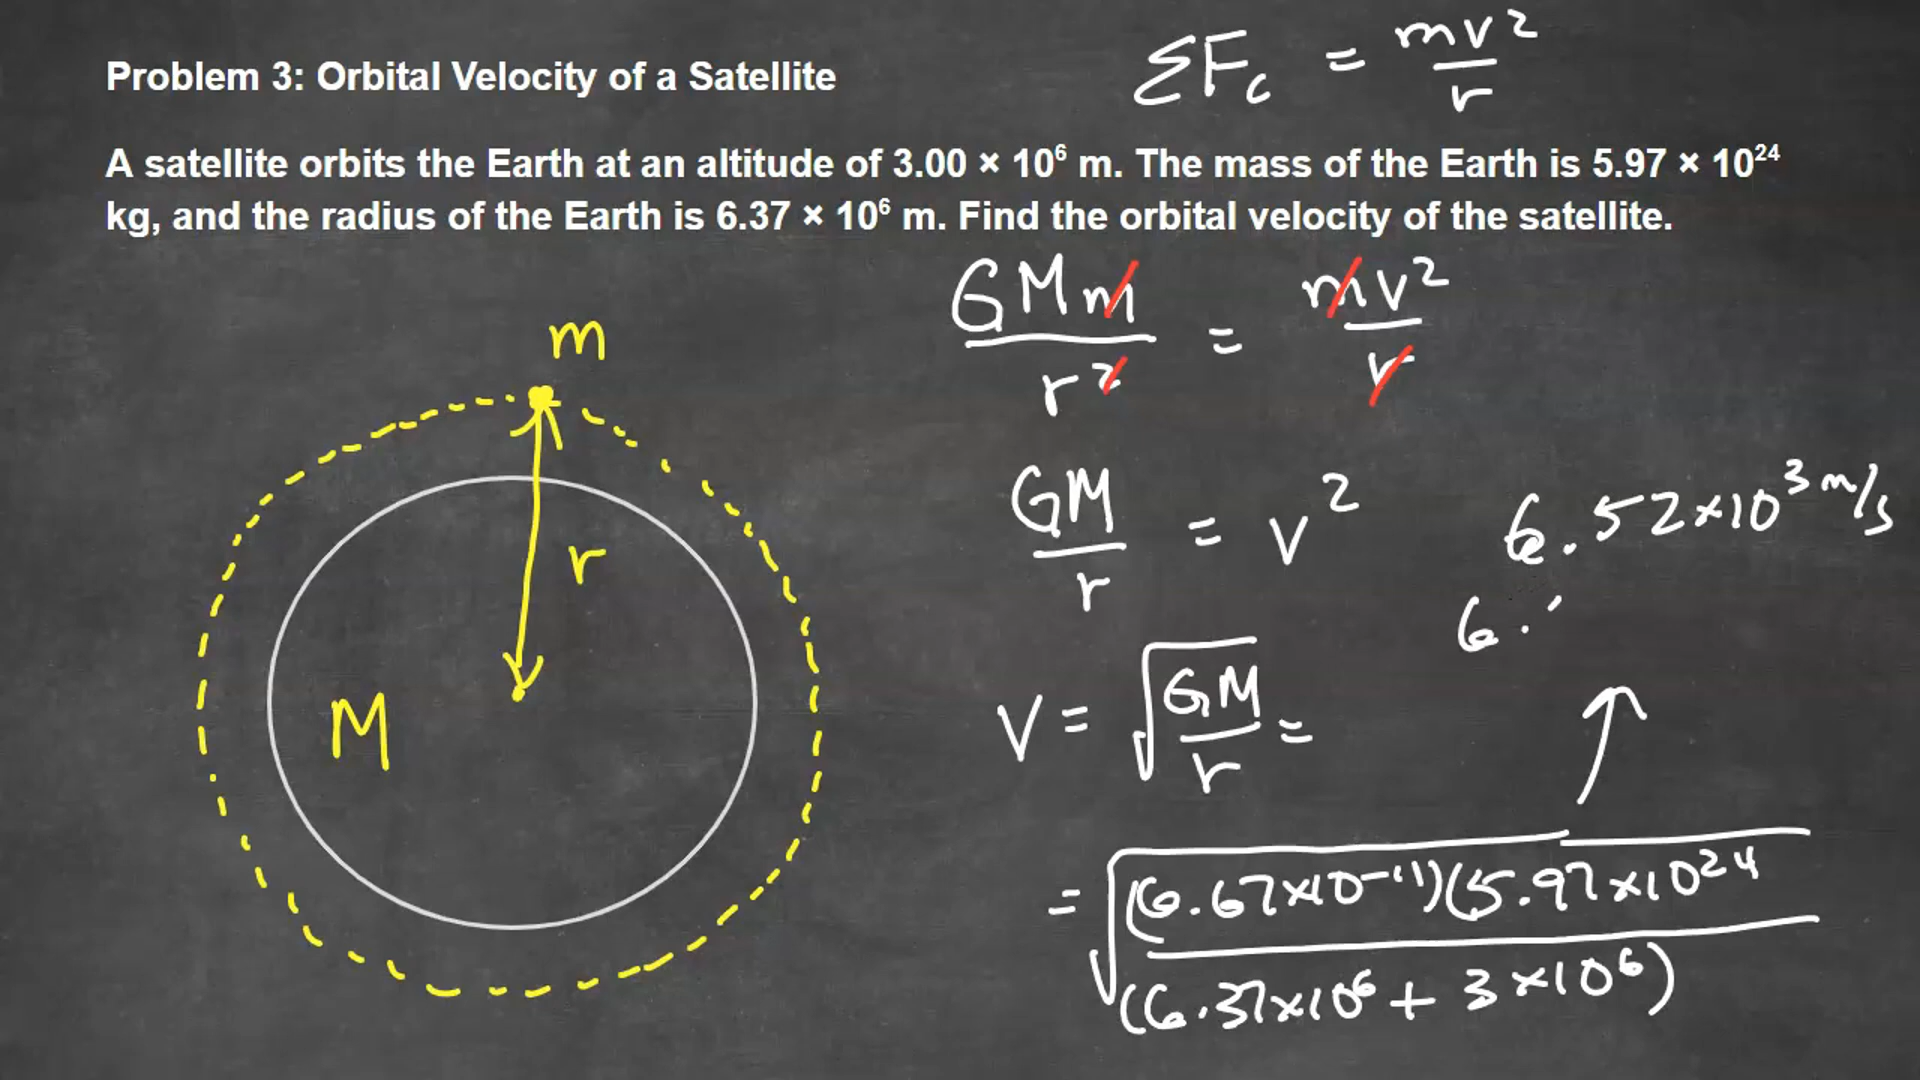 Problem 3: Orbital Velocity of a Satellite
ΣFc = mv²/r
A satellite orbits the Earth at an altitude of 3.00 × 10⁶ m. The mass of the Earth is 5.97 × 10²⁴
kg, and the radius of the Earth is 6.37 × 10⁶ m. Find the orbital velocity of the satellite.
GMm/r² = mv²/r
m
r
M
GM/r = v²
6.52×10³ m/s
6.
V = √(GM/r) =
= √((6.67×10⁻¹¹)(5.97×10²⁴/(6.37×10⁶ + 3×10⁶))